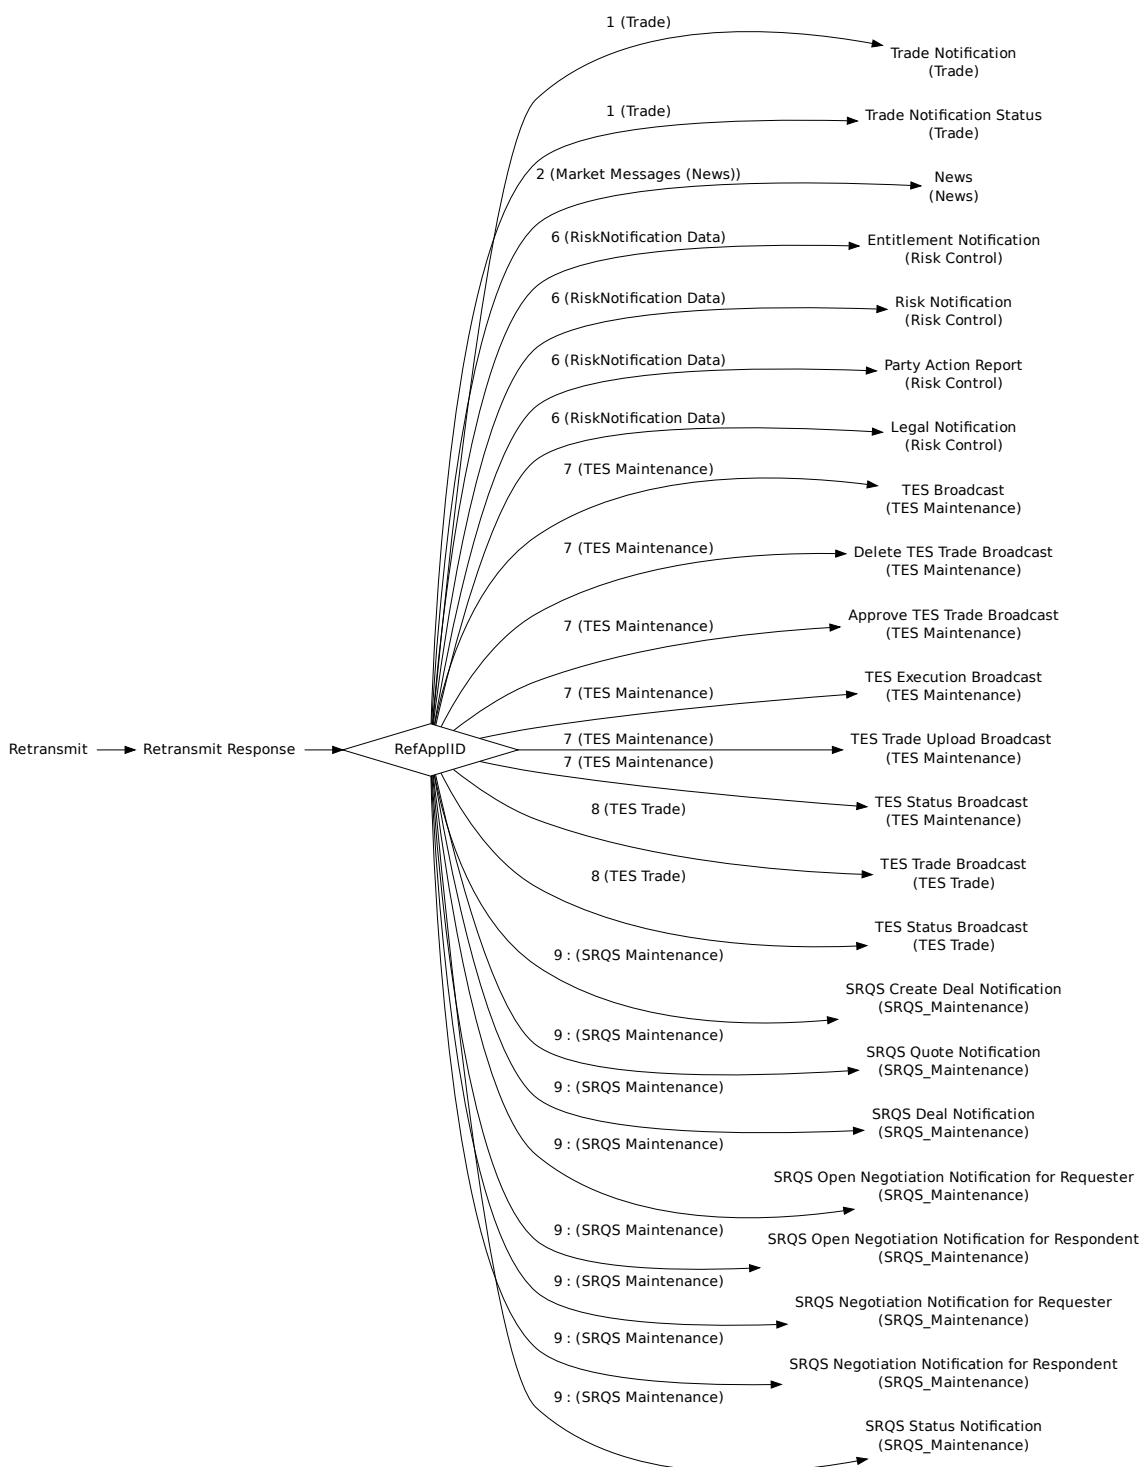 1 (Trade)
Trade Notification
(Trade)
1 (Trade)
Trade Notification Status
(Trade)
2 (Market Messages (News))
News
(News)
6 (RiskNotification Data)
Entitlement Notification
(Risk Control)
6 (RiskNotification Data)
Risk Notification
(Risk Control)
6 (RiskNotification Data)
Party Action Report
(Risk Control)
6 (RiskNotification Data)
Legal Notification
(Risk Control)
7 (TES Maintenance)
TES Broadcast
(TES Maintenance)
7 (TES Maintenance)
Delete TES Trade Broadcast
(TES Maintenance)
7 (TES Maintenance)
Approve TES Trade Broadcast
(TES Maintenance)
7 (TES Maintenance)
TES Execution Broadcast
(TES Maintenance)
Retransmit
Retransmit Response
RefApplID
7 (TES Maintenance)
TES Trade Upload Broadcast
(TES Maintenance)
7 (TES Maintenance)
TES Status Broadcast
(TES Maintenance)
8 (TES Trade)
TES Trade Broadcast
(TES Trade)
8 (TES Trade)
TES Status Broadcast
(TES Trade)
9 : (SRQS Maintenance)
SRQS Create Deal Notification
(SRQS_Maintenance)
9 : (SRQS Maintenance)
SRQS Quote Notification
(SRQS_Maintenance)
9 : (SRQS Maintenance)
SRQS Deal Notification
(SRQS_Maintenance)
9 : (SRQS Maintenance)
SRQS Open Negotiation Notification for Requester
(SRQS_Maintenance)
9 : (SRQS Maintenance)
SRQS Open Negotiation Notification for Respondent
(SRQS_Maintenance)
9 : (SRQS Maintenance)
SRQS Negotiation Notification for Requester
(SRQS_Maintenance)
9 : (SRQS Maintenance)
SRQS Negotiation Notification for Respondent
(SRQS_Maintenance)
9 : (SRQS Maintenance)
SRQS Status Notification
(SRQS_Maintenance)